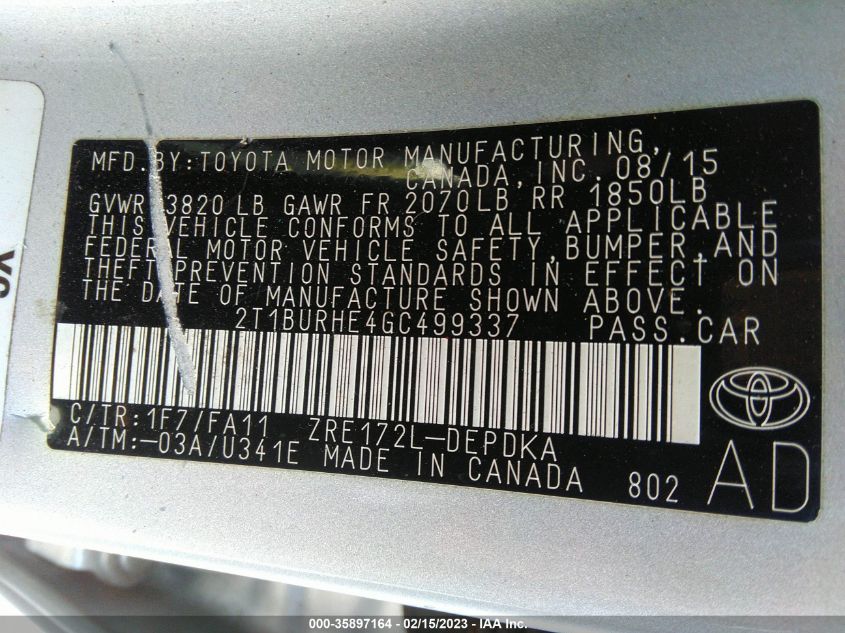 MFD.BY:TOYOTA MOTOR MANUFACTURING,
CANADA,INC. 08/15
GVWR 3820 LB GAWR FR 2070LB RR 1850LB
THIS VEHICLE CONFORMS TO ALL APPLICABLE
FEDERAL MOTOR VEHICLE SAFETY,BUMPER,AND
THEFT PREVENTION STANDARDS IN EFFECT ON
THE DATE OF MANUFACTURE SHOWN ABOVE.
2T1BURHE4GC499337 PASS.CAR
C/TR:1F7/FA11 ZRE172L-DEPDKA
A/TM:-03A/U341E MADE IN CANADA 802 AD
000-35897164 - 02/15/2023 - IAA Inc.